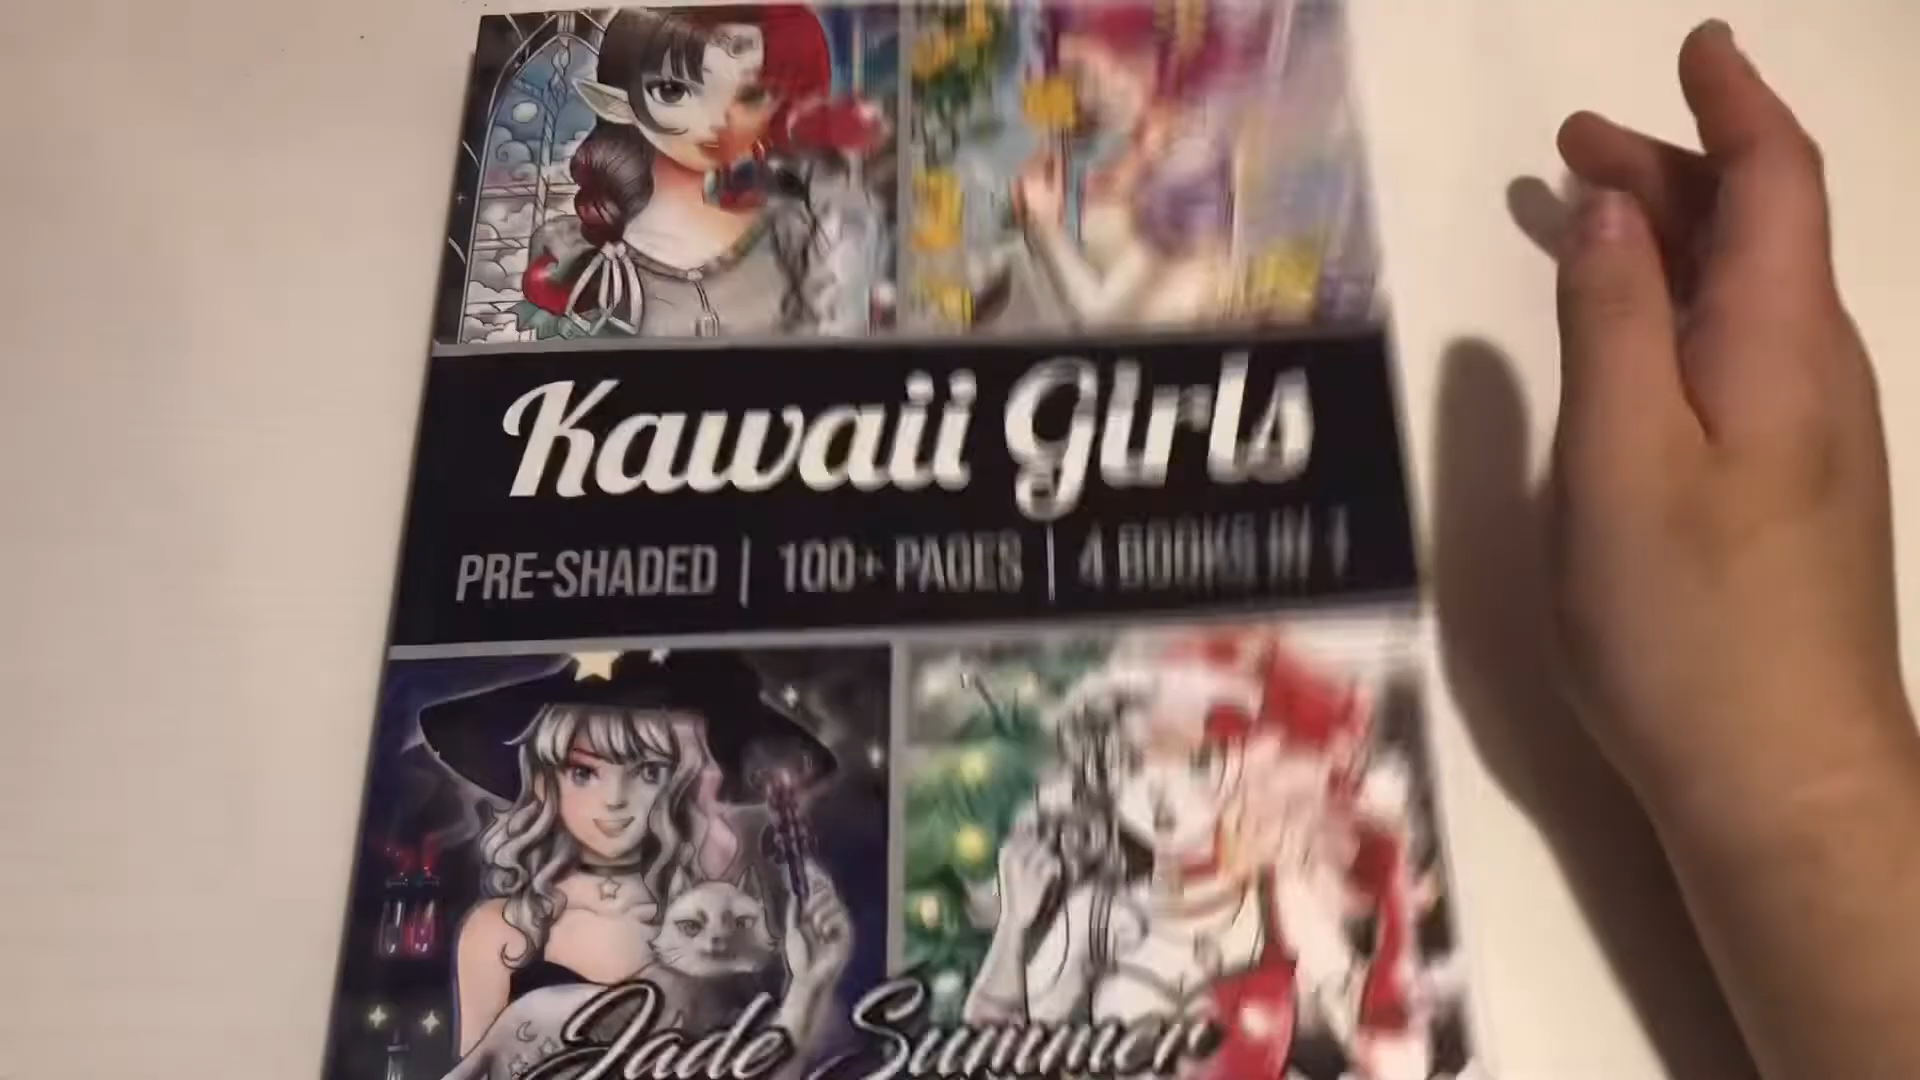 Kawaii Girls
PRE-SHADED | 100+ PAGES | 4 BOOKS IN 1
Jade Summer